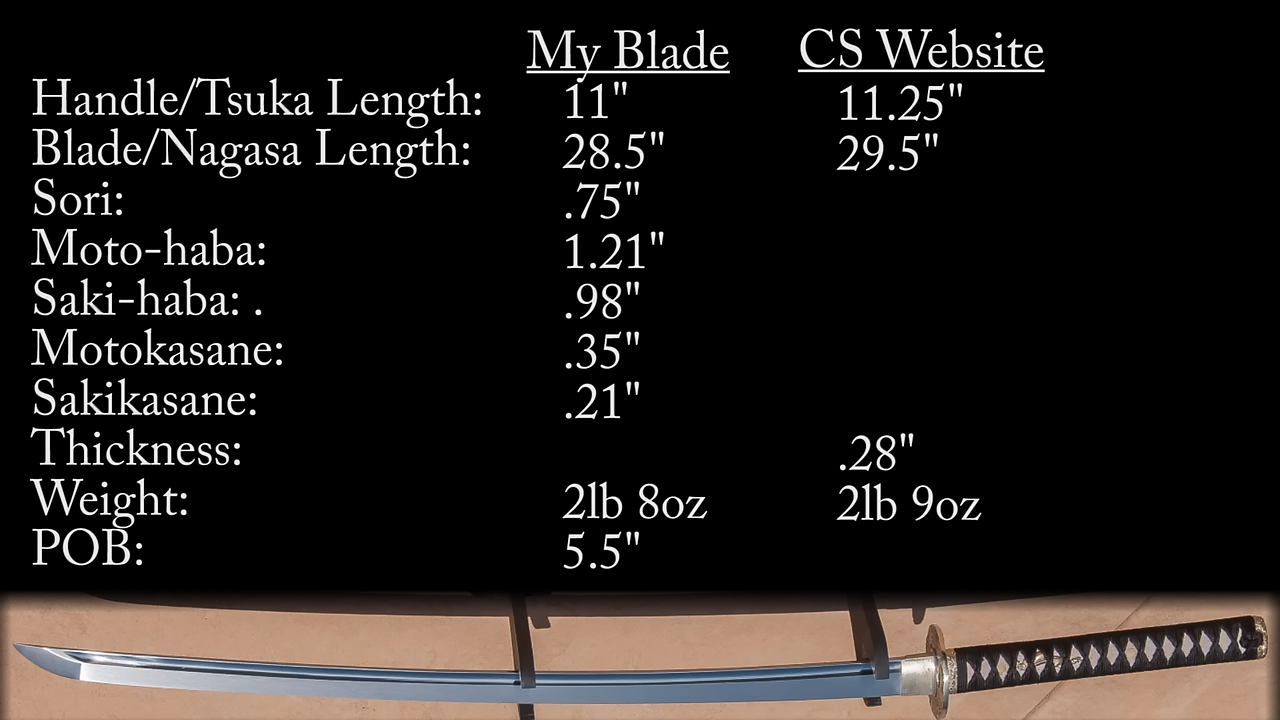 My Blade CS Website
Handle/Tsuka Length: 11" 11.25"
Blade/Nagasa Length: 28.5" 29.5"
Sori: .75"
Moto-haba: 1.21"
Saki-haba: . .98"
Motokasane: .35"
Sakikasane: .21"
Thickness: .28"
Weight: 2lb 8oz 2lb 9oz
POB: 5.5"